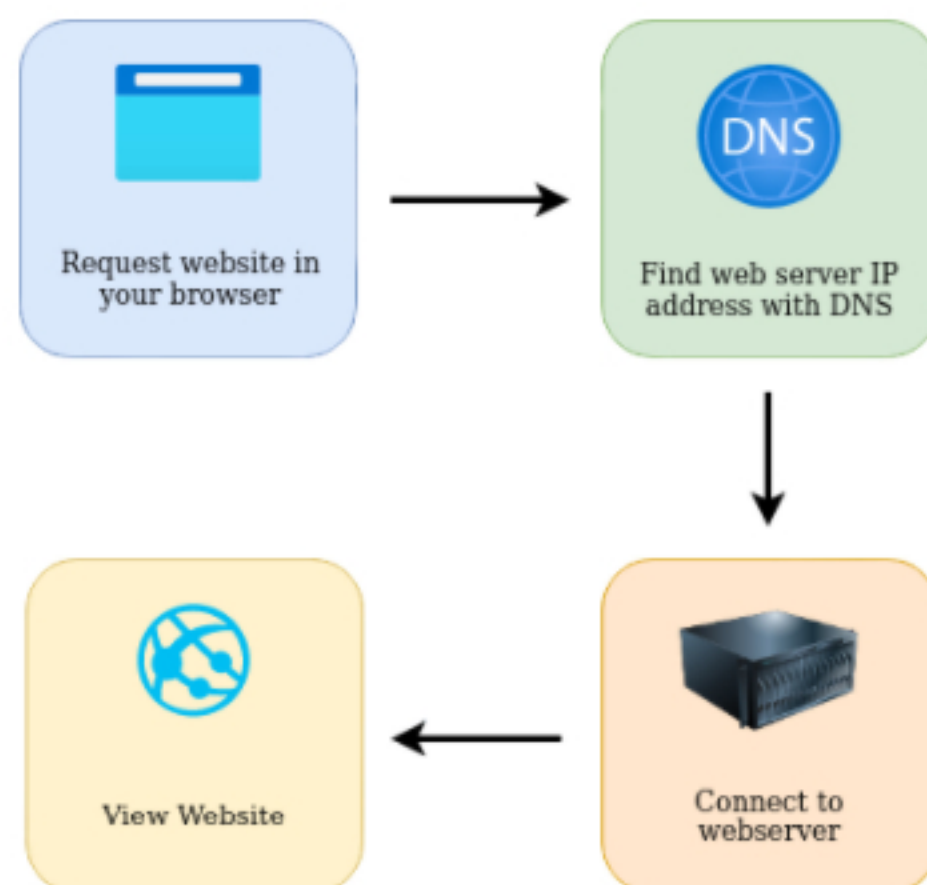 Request website in
your browser
DNS
Find web server IP
address with DNS
View Website
Connect to
webserver